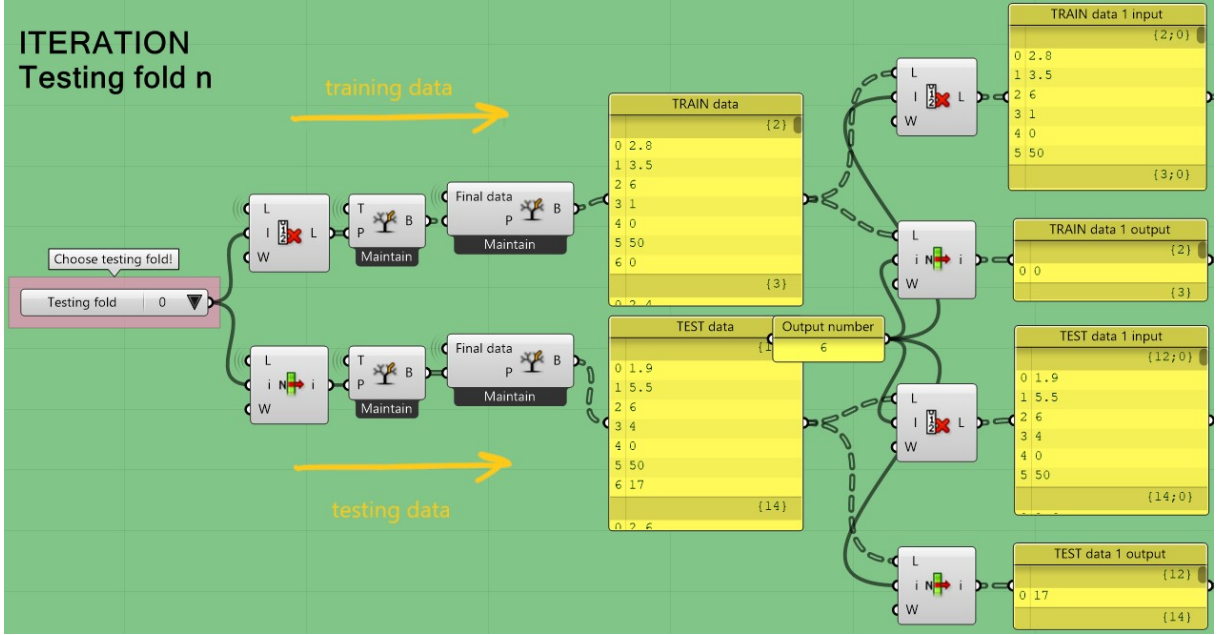 ITERATION
Testing fold n
training data
Choose testing fold!
Testing fold 0
L
I
W
L
T
P
B
Maintain
Final data
P
B
Maintain
TRAIN data
{2}
0 2.8
1 3.5
2 6
3 1
4 0
5 50
6 0
{3}
0 2.4
L
i
W
N
i
T
P
B
Maintain
Final data
P
B
Maintain
testing data
TEST data
0 1.9
1 5.5
2 6
3 4
4 0
5 50
6 17
{14}
0 2.6
Output number
6
L
I
W
L
TRAIN data 1 input
{2;0}
0 2.8
1 3.5
2 6
3 1
4 0
5 50
{3;0}
L
i
W
N
i
TRAIN data 1 output
{2}
0 0
{3}
L
I
W
L
TEST data 1 input
{12;0}
0 1.9
1 5.5
2 6
3 4
4 0
5 50
{14;0}
L
i
W
N
i
TEST data 1 output
{12}
0 17
{14}